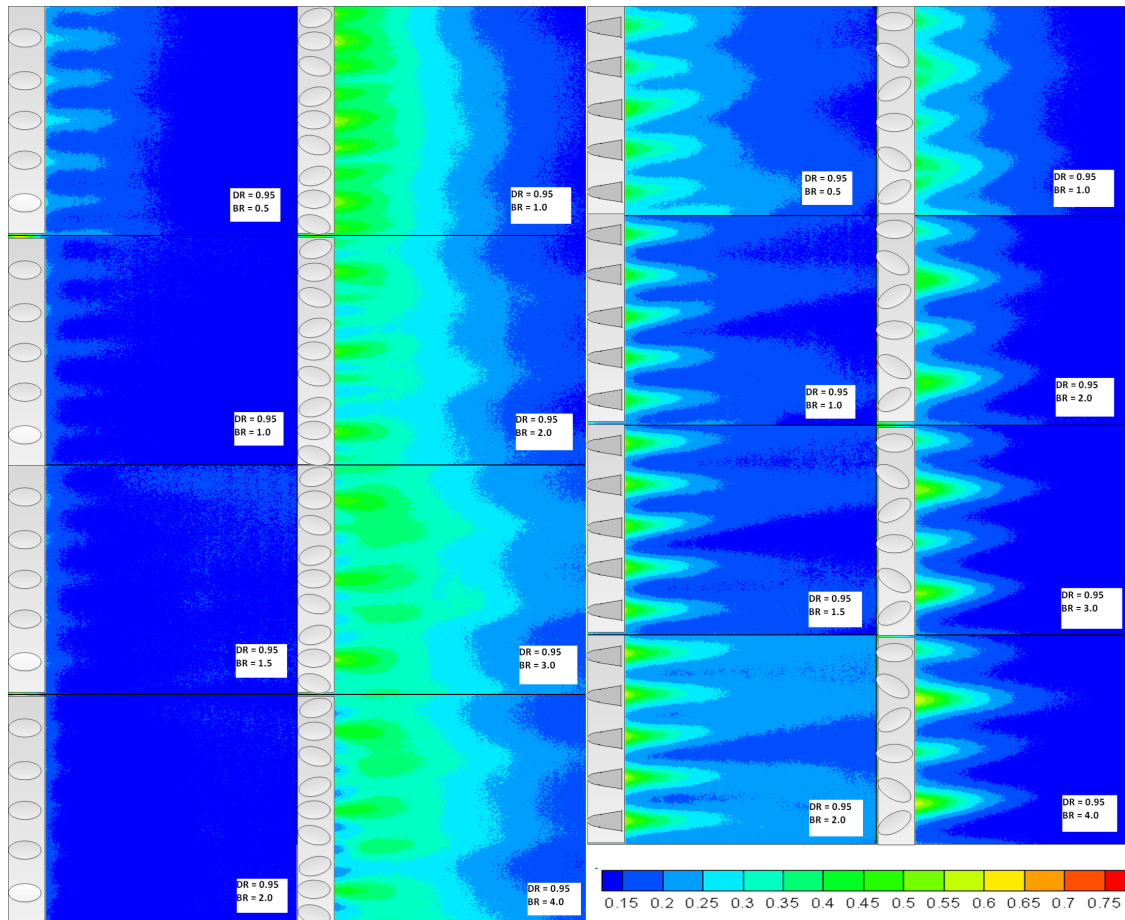 DR = 0.95
BR = 0.5
DR = 0.95
BR = 1.0
DR = 0.95
BR = 1.5
DR = 0.95
BR = 2.0
DR = 0.95
BR = 1.0
DR = 0.95
BR = 2.0
DR = 0.95
BR = 3.0
DR = 0.95
BR = 4.0
DR = 0.95
BR = 0.5
DR = 0.95
BR = 1.0
DR = 0.95
BR = 1.5
DR = 0.95
BR = 2.0
DR = 0.95
BR = 1.0
DR = 0.95
BR = 2.0
DR = 0.95
BR = 3.0
DR = 0.95
BR = 4.0
0.15 0.2 0.25 0.3 0.35 0.4 0.45 0.5 0.55 0.6 0.65 0.7 0.75